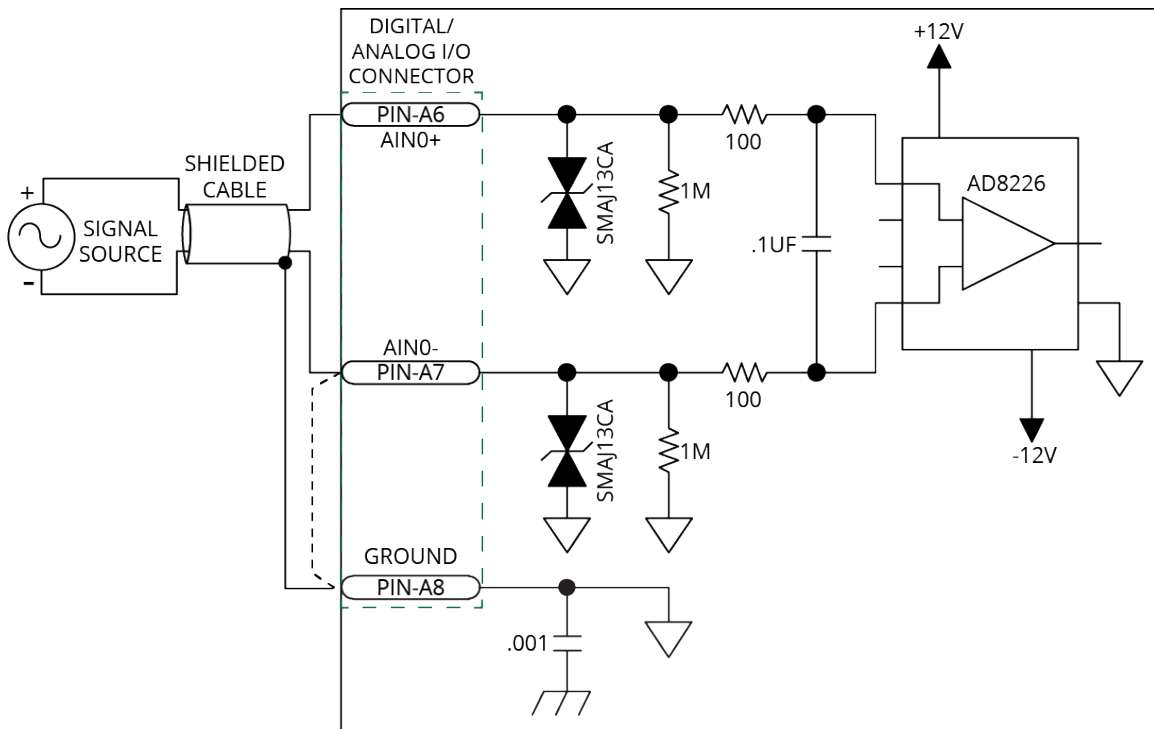 DIGITAL/
ANALOG I/O
CONNECTOR
+12V
PIN-A6
AIN0+
100
SHIELDED
CABLE
AD8226
SMAJ13CA
1M
+
SIGNAL
SOURCE
-
.1UF
AIN0-
PIN-A7
100
SMAJ13CA
1M
-12V
GROUND
PIN-A8
.001